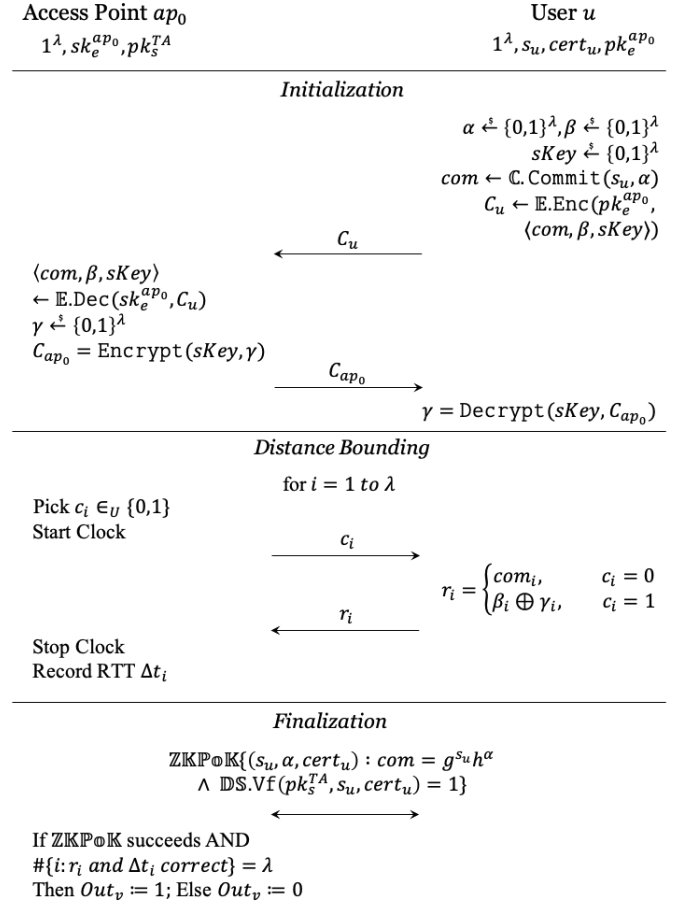 Access Point ap₀ User u
1^λ, sk_e^{ap₀}, pk_s^{TA} 1^λ, s_u, cert_u, pk_e^{ap₀}
Initialization
α ←$ {0,1}^λ, β ←$ {0,1}^λ
sKey ←$ {0,1}^λ
com ← ℂ.Commit(s_u, α)
C_u ← 𝔼.Enc(pk_e^{ap₀},
⟨com, β, sKey⟩)
C_u
⟨com, β, sKey⟩
← 𝔼.Dec(sk_e^{ap₀}, C_u)
γ ←$ {0,1}^λ
C_{ap₀} = Encrypt(sKey, γ)
C_{ap₀}
γ = Decrypt(sKey, C_{ap₀})
Distance Bounding
for i = 1 to λ
Pick c_i ∈_U {0,1}
Start Clock
c_i
r_i = { com_i, c_i = 0
β_i ⊕ γ_i, c_i = 1
r_i
Stop Clock
Record RTT Δt_i
Finalization
ℤ𝕂ℙ𝕠𝕂{(s_u, α, cert_u) : com = g^{s_u}h^α
∧ 𝔻𝕊.Vf(pk_s^{TA}, s_u, cert_u) = 1}
If ℤ𝕂ℙ𝕠𝕂 succeeds AND
#{i: r_i and Δt_i correct} = λ
Then Out_v ≔ 1; Else Out_v ≔ 0